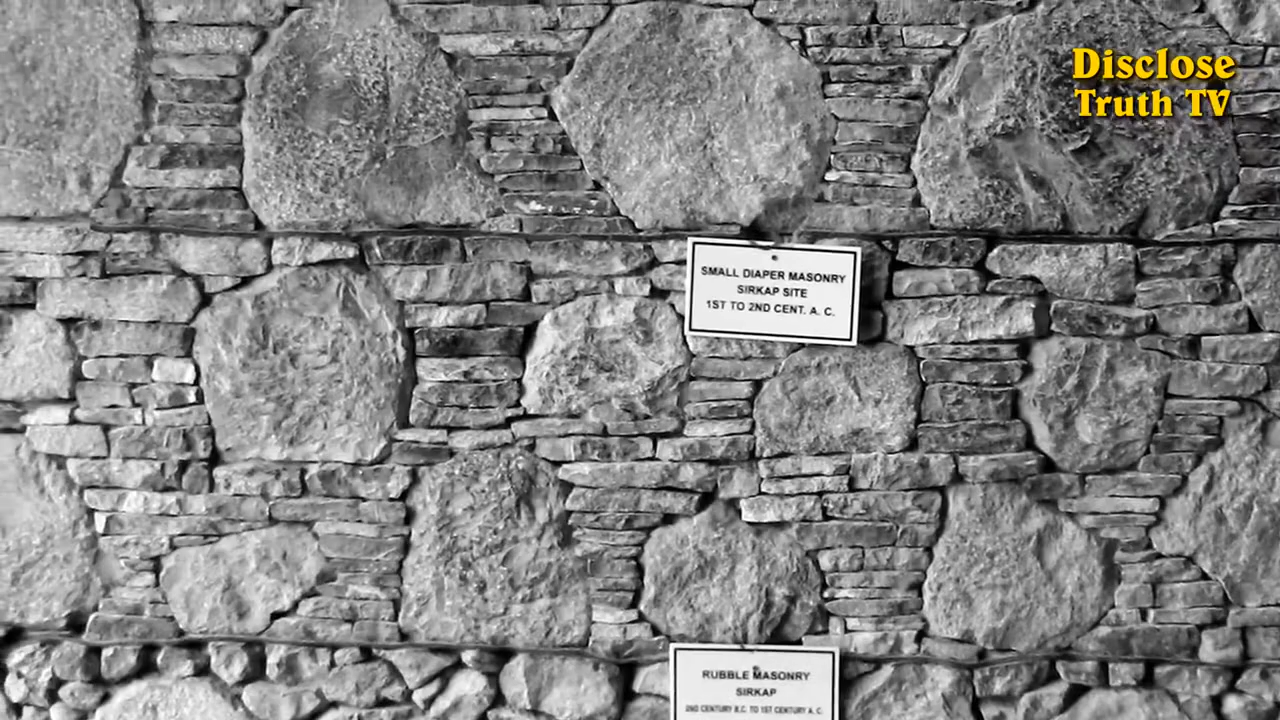 Disclose
Truth TV
SMALL DIAPER MASONRY
SIRKAP SITE
1ST TO 2ND CENT. A. C.
RUBBLE MASONRY
SIRKAP
2ND CENTURY B.C. TO 1ST CENTURY A. C.